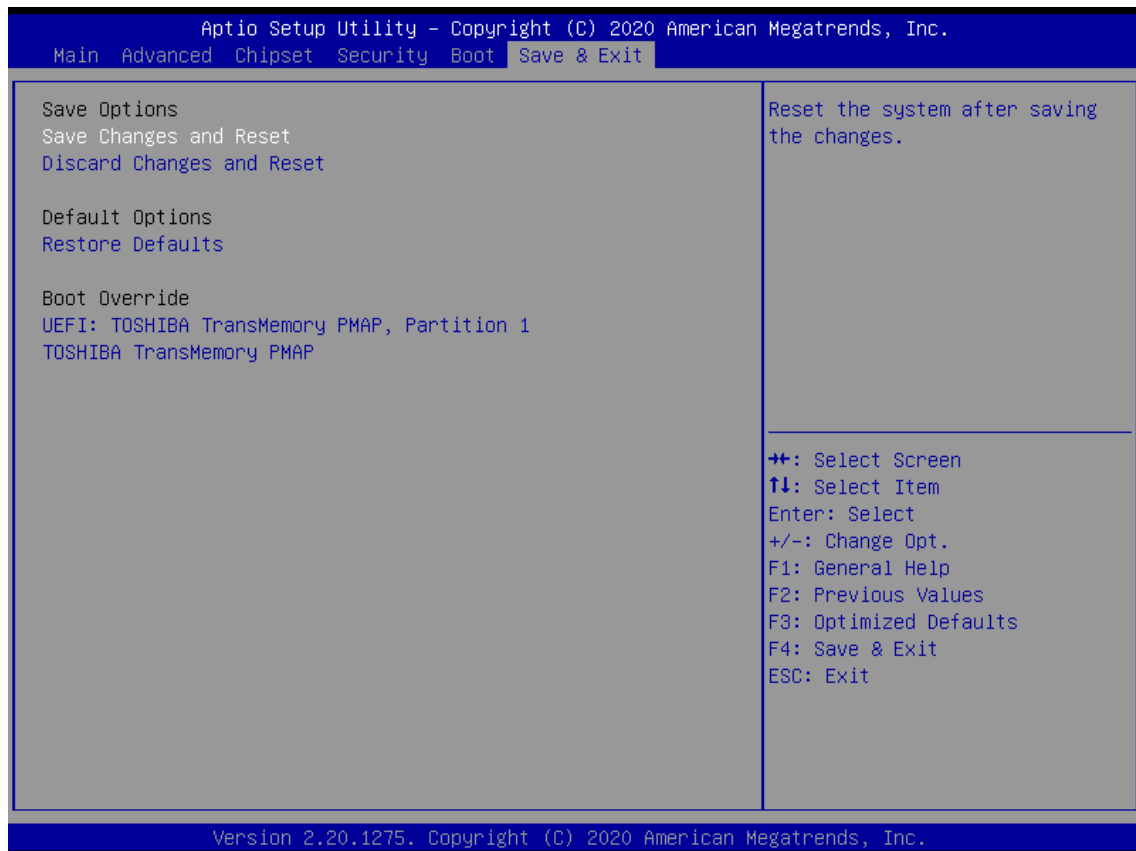 Aptio Setup Utility – Copyright (C) 2020 American Megatrends, Inc.
Main Advanced Chipset Security Boot Save & Exit
Save Options
Save Changes and Reset
Discard Changes and Reset
Default Options
Restore Defaults
Boot Override
UEFI: TOSHIBA TransMemory PMAP, Partition 1
TOSHIBA TransMemory PMAP
Reset the system after saving
the changes.
→←: Select Screen
↑↓: Select Item
Enter: Select
+/-: Change Opt.
F1: General Help
F2: Previous Values
F3: Optimized Defaults
F4: Save & Exit
ESC: Exit
Version 2.20.1275. Copyright (C) 2020 American Megatrends, Inc.